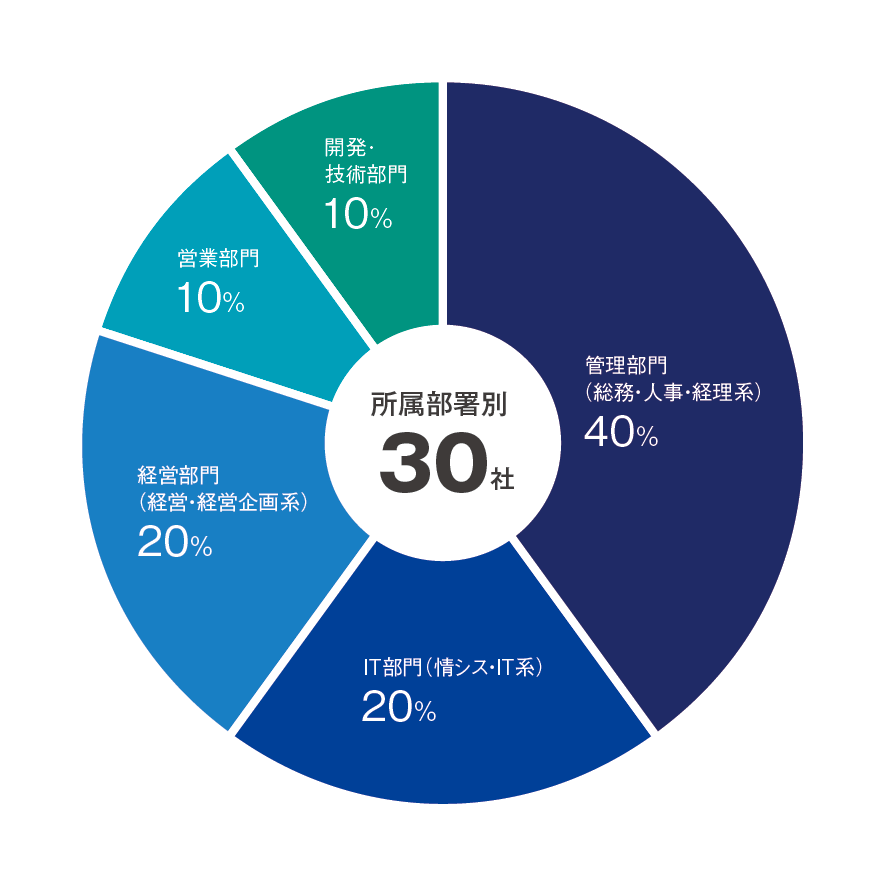 開発・
技術部門
10%
営業部門
10%
管理部門
（総務・人事・経理系）
40%
所属部署別
30社
経営部門
（経営・経営企画系）
20%
IT部門（情シス・IT系）
20%